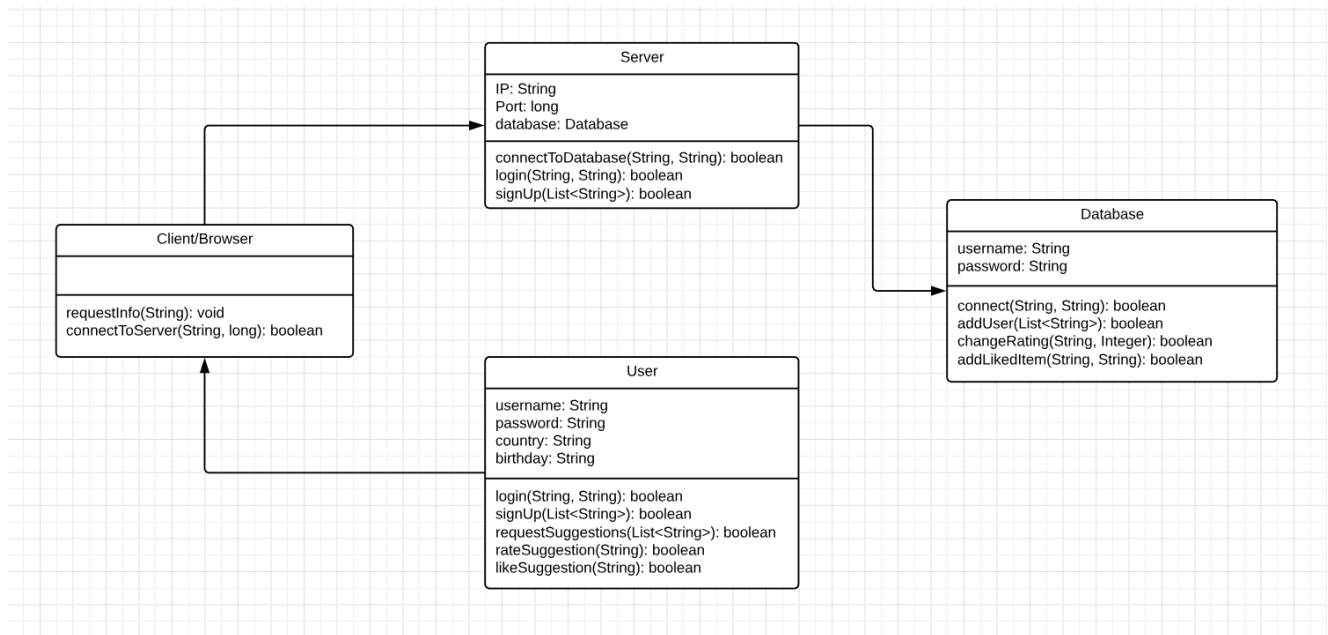 Server
IP: String
Port: long
database: Database
connectToDatabase(String, String): boolean
login(String, String): boolean
signUp(List<String>): boolean
Client/Browser
requestInfo(String): void
connectToServer(String, long): boolean
Database
username: String
password: String
connect(String, String): boolean
addUser(List<String>): boolean
changeRating(String, Integer): boolean
addLikedItem(String, String): boolean
User
username: String
password: String
country: String
birthday: String
login(String, String): boolean
signUp(List<String>): boolean
requestSuggestions(List<String>): boolean
rateSuggestion(String): boolean
likeSuggestion(String): boolean